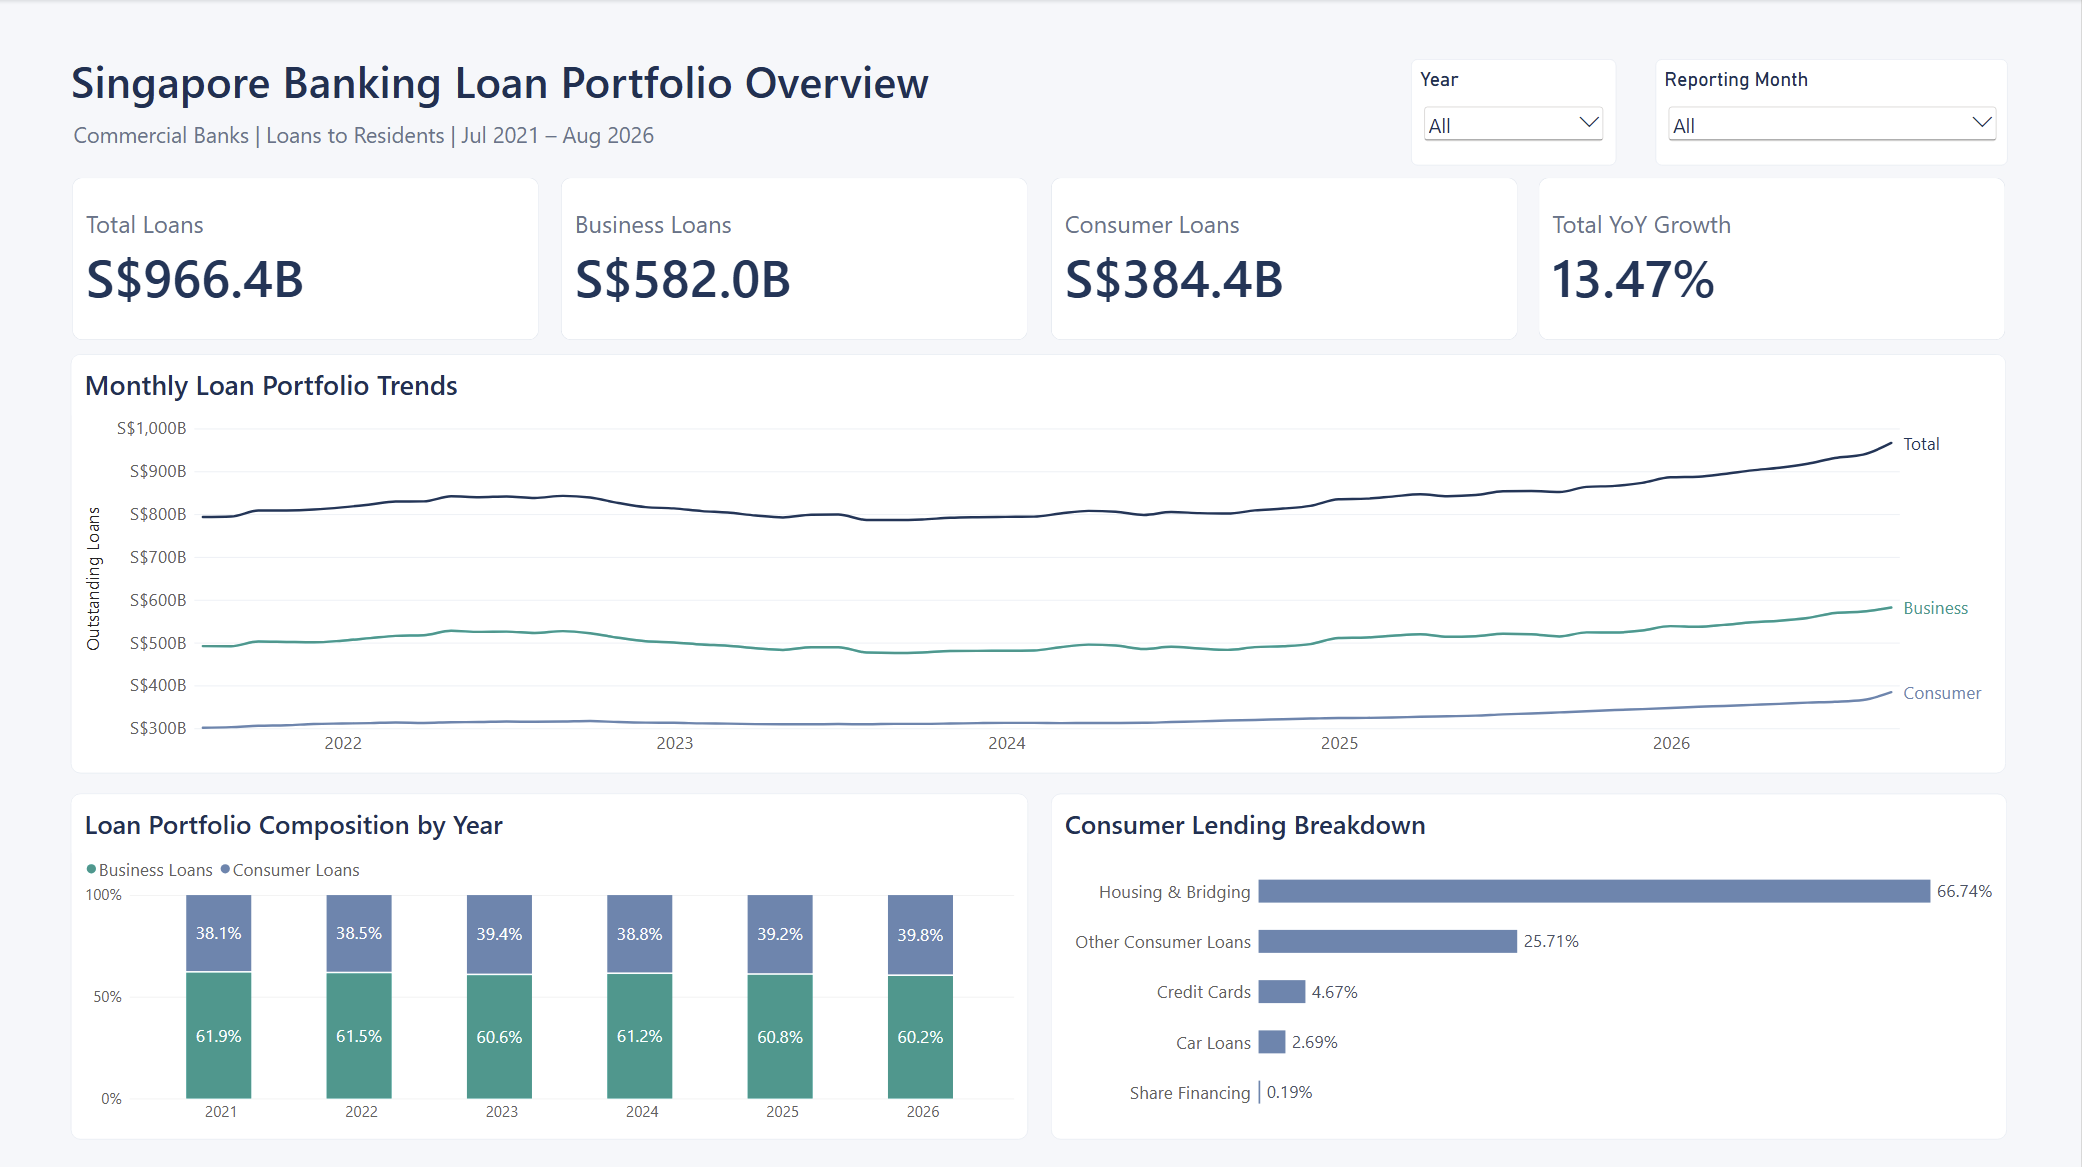 Singapore Banking Loan Portfolio Overview
Commercial Banks | Loans to Residents | Jul 2021 – Aug 2026
Year
All
Reporting Month
All
Total Loans
S$966.4B
Business Loans
S$582.0B
Consumer Loans
S$384.4B
Total YoY Growth
13.47%
Monthly Loan Portfolio Trends
Outstanding Loans
S$1,000B
S$900B
S$800B
S$700B
S$600B
S$500B
S$400B
S$300B
Total
Business
Consumer
2022 2023 2024 2025 2026
Loan Portfolio Composition by Year
Business Loans Consumer Loans
100%
50%
0%
38.1% 38.5% 39.4% 38.8% 39.2% 39.8%
61.9% 61.5% 60.6% 61.2% 60.8% 60.2%
2021 2022 2023 2024 2025 2026
Consumer Lending Breakdown
Housing & Bridging 66.74%
Other Consumer Loans 25.71%
Credit Cards 4.67%
Car Loans 2.69%
Share Financing 0.19%